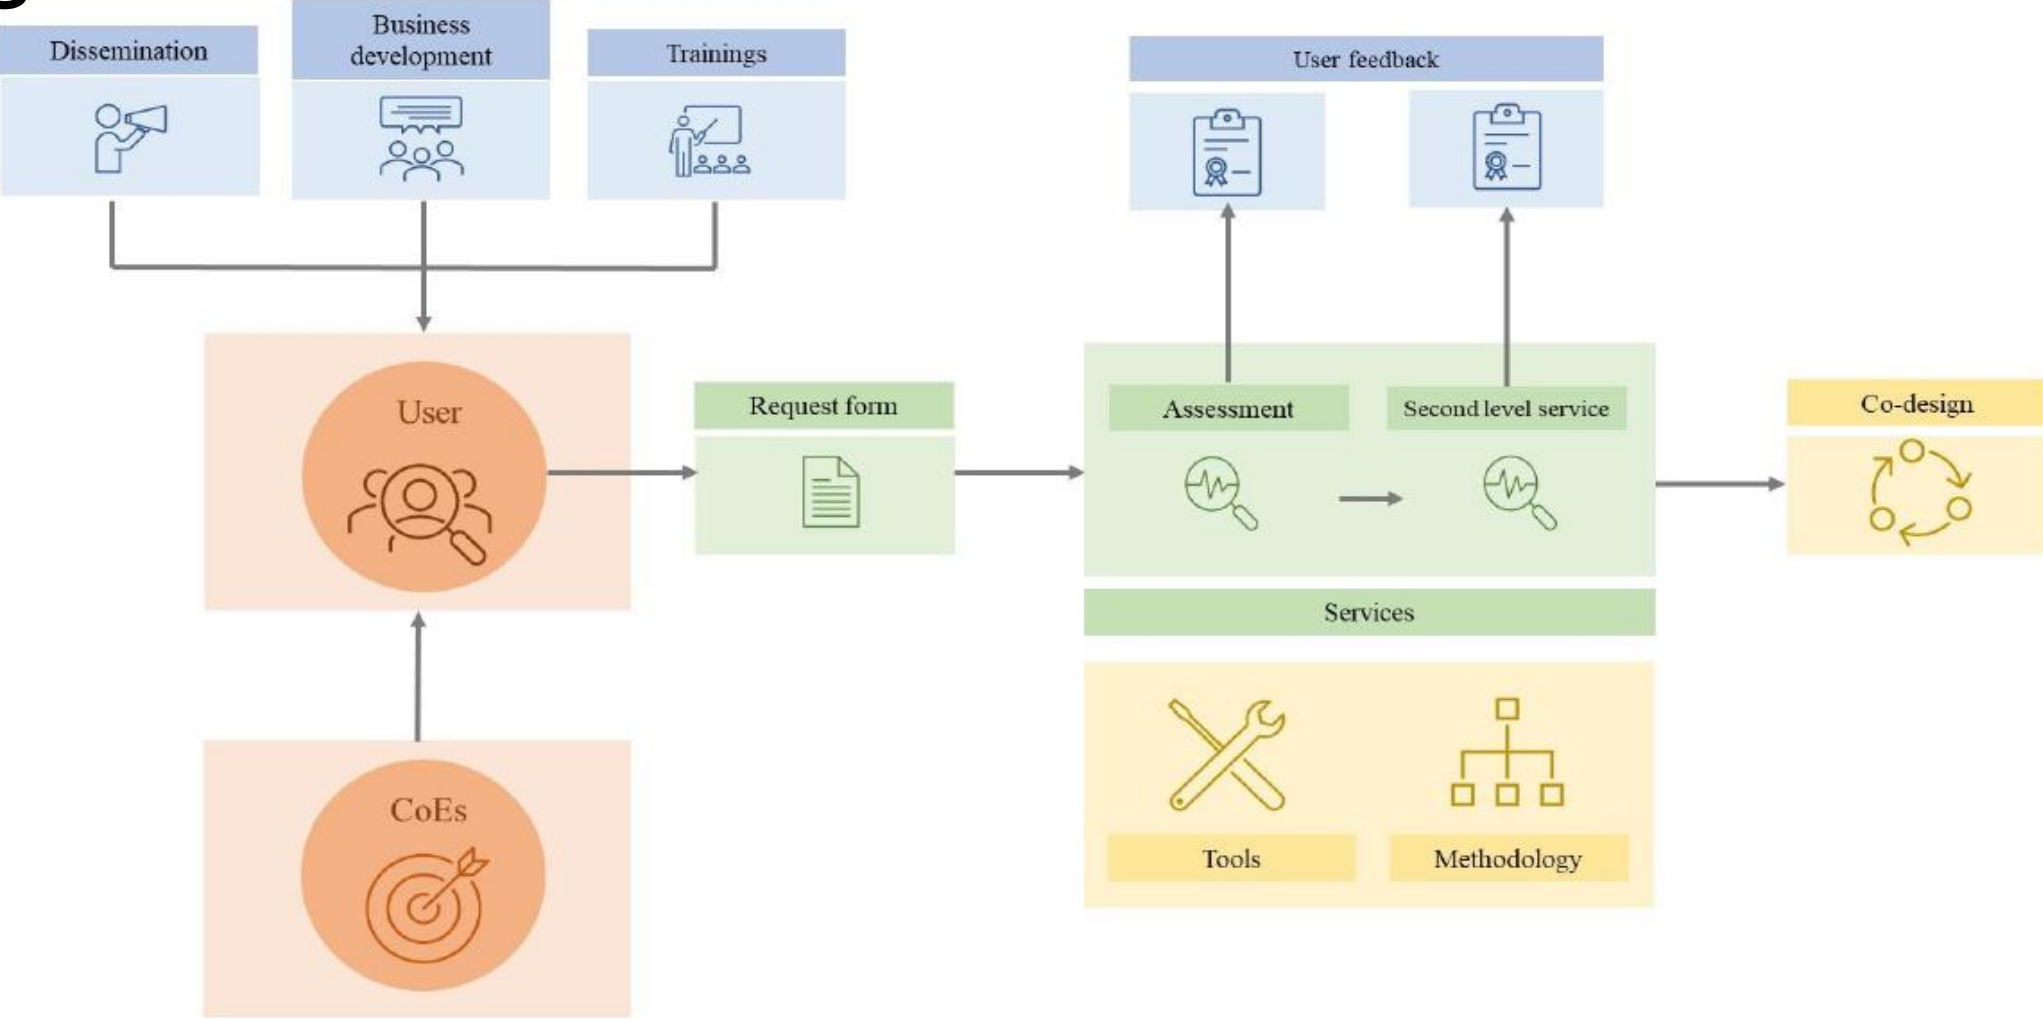 Dissemination
Business
development
Trainings
User feedback
User
Request form
Assessment
Second level service
Co-design
Services
CoEs
Tools
Methodology